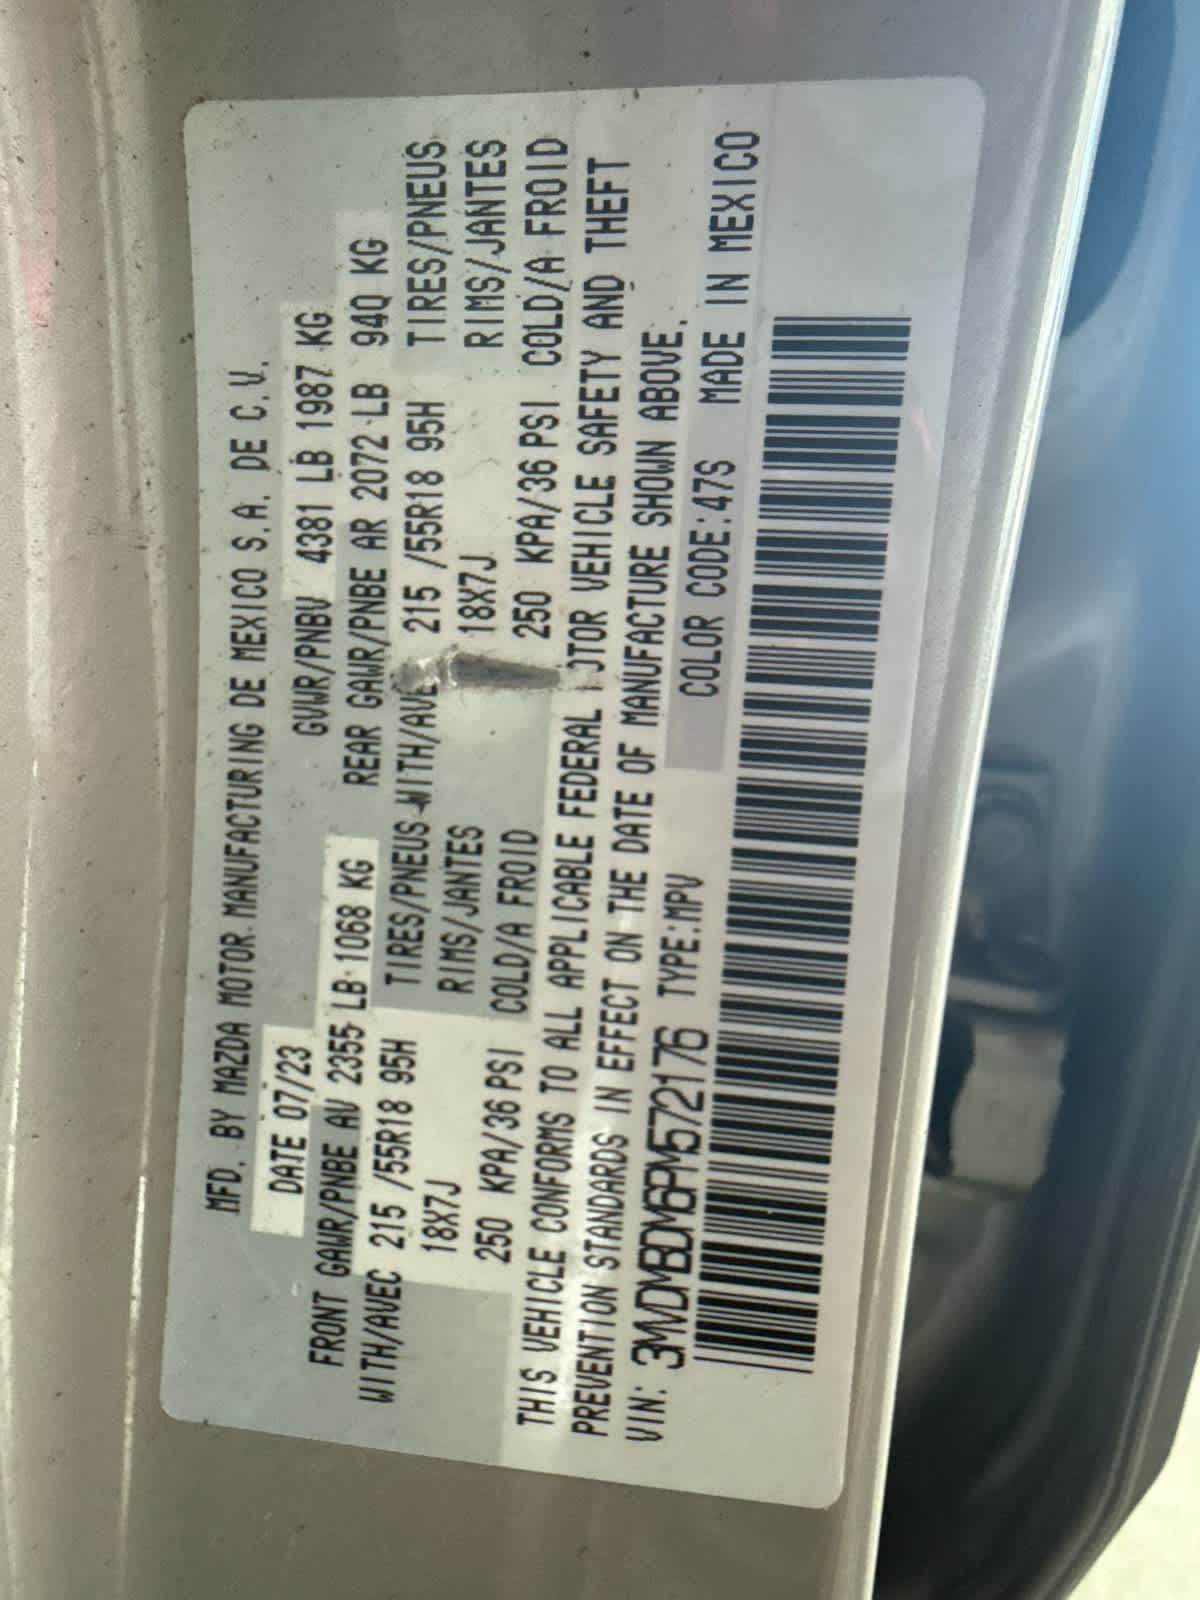 MFD. BY MAZDA MOTOR MANUFACTURING DE MEXICO S.A. DE C.V.
DATE 07/23 GVWR/PNBV 4381 LB 1987 KG
FRONT GAWR/PNBE AV 2355 LB 1068 KG REAR GAWR/PNBE AR 2072 LB 940 KG
WITH/AVEC 215 /55R18 95H TIRES/PNEUS WITH/AVE 215 /55R18 95H TIRES/PNEUS
18X7J RIMS/JANTES 18X7J RIMS/JANTES
250 KPA/36 PSI COLD/A FROID 250 KPA/36 PSI COLD/A FROID
THIS VEHICLE CONFORMS TO ALL APPLICABLE FEDERAL OTOR VEHICLE SAFETY AND THEFT
PREVENTION STANDARDS IN EFFECT ON THE DATE OF MANUFACTURE SHOWN ABOVE.
VIN: 3MVDMBDM6PM572176 TYPE:MPV COLOR CODE:47S MADE IN MEXICO